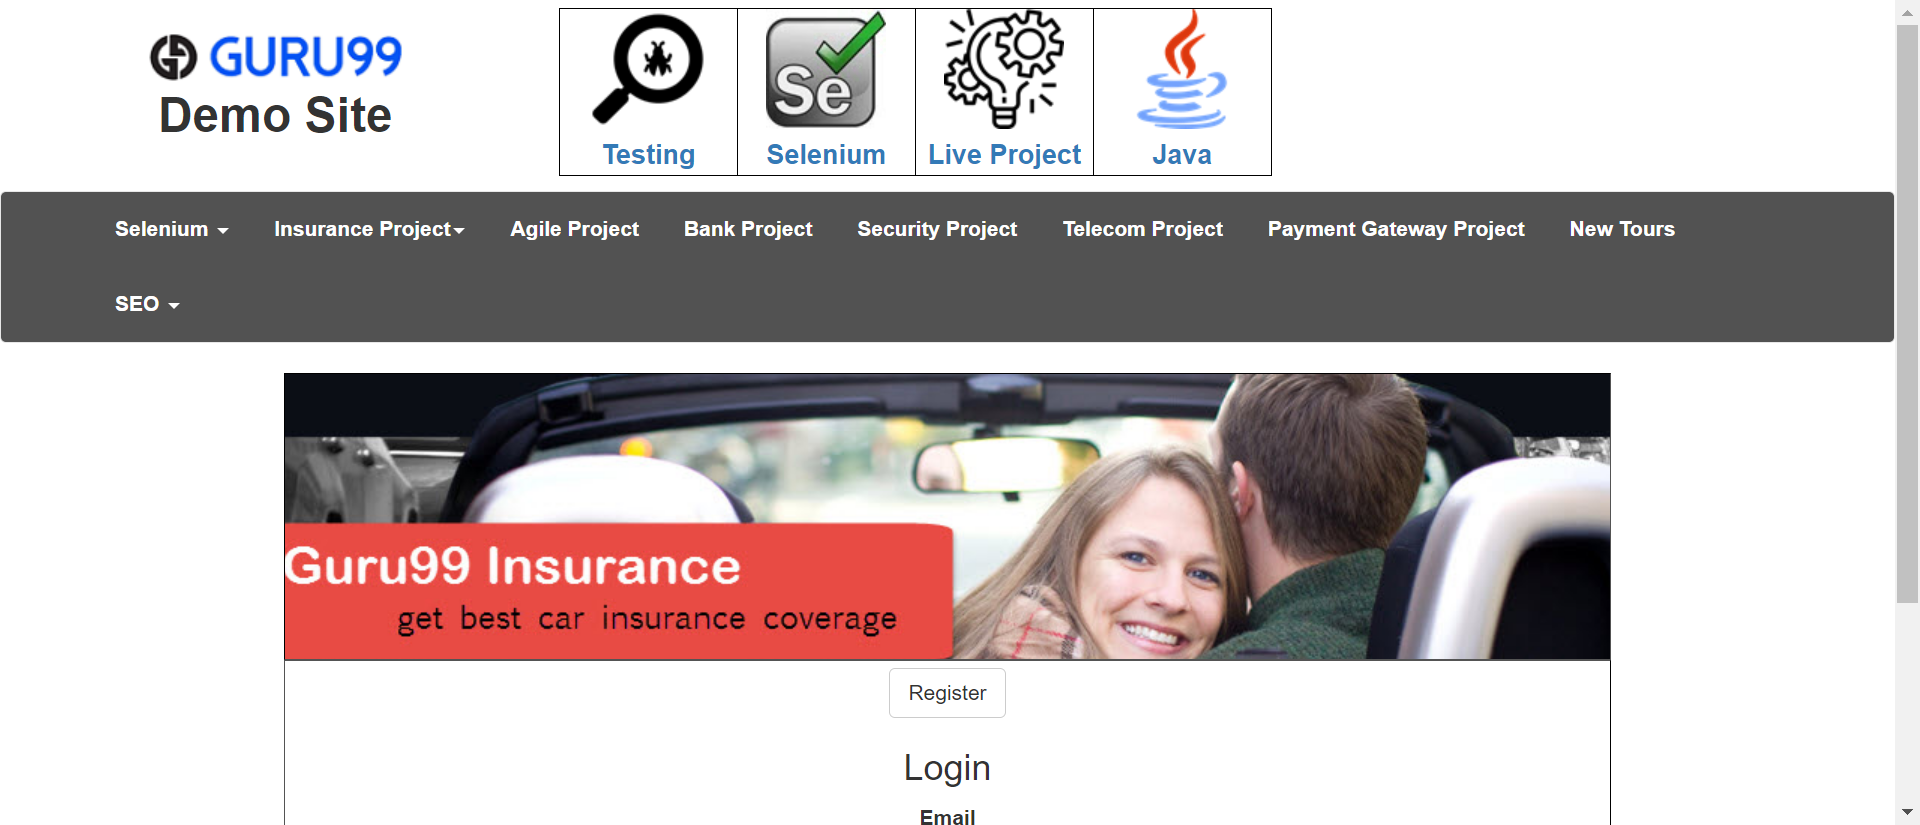 GURU99
Demo Site
Se
Testing
Selenium
Live Project
Java
Selenium
Insurance Project
Agile Project
Bank Project
Security Project
Telecom Project
Payment Gateway Project
New Tours
SEO
Guru99 Insurance
get best car insurance coverage
Register
Login
Email